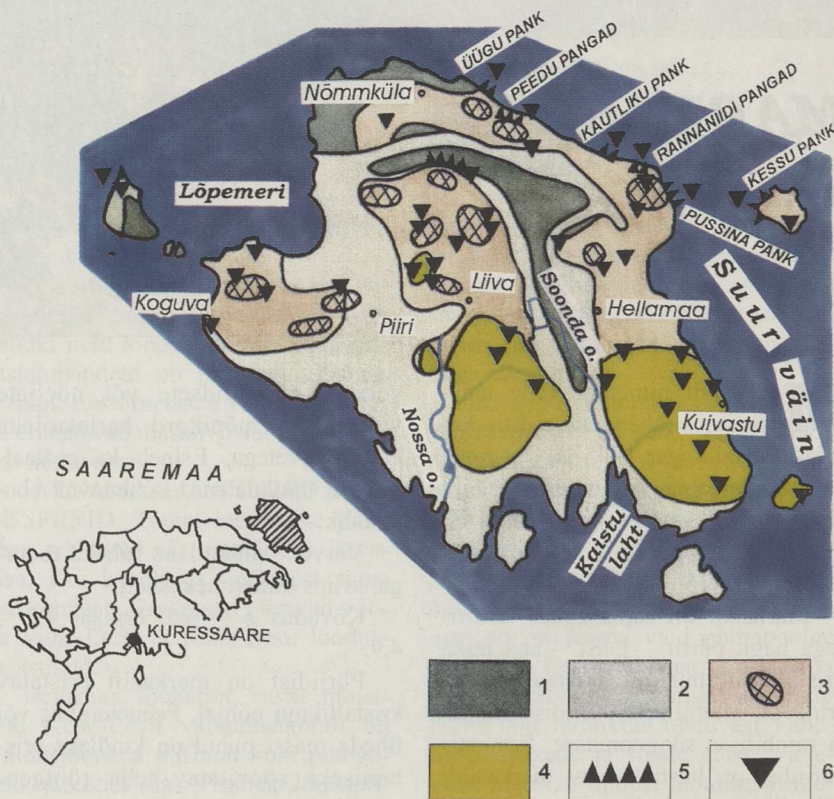 ÜÜGU PANK
PEEDU PANGAD
KAUTLIKU PANK
RANNANIIDI PANGAD
KESSU PANK
PUSSINA PANK
Nõmmküla
Lõpemeri
Koguva
Piiri
Liiva
Soonda o.
Hellamaa
Suur väin
Kuivastu
Nossa o.
Kaistu
laht
SAAREMAA
KURESSAARE
1
2
3
4
5
6